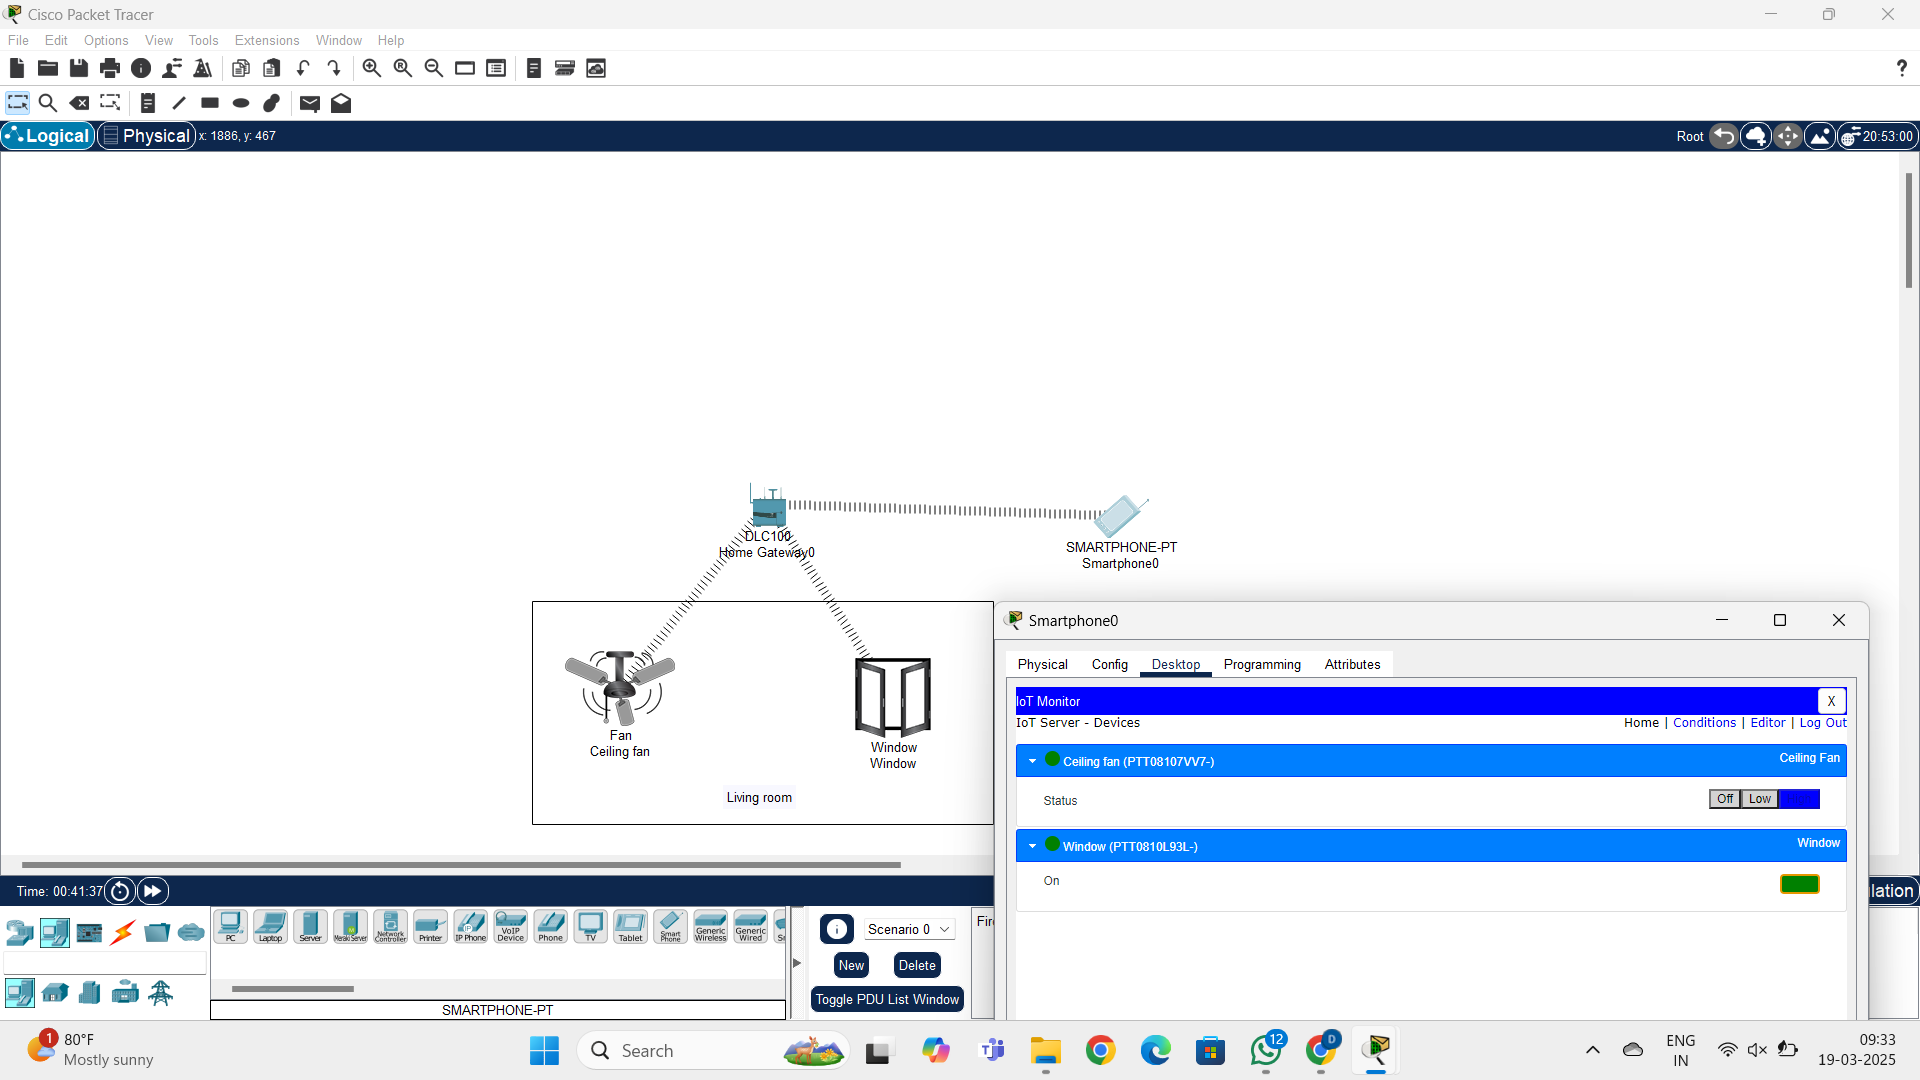 Cisco Packet Tracer
File Edit Options View Tools Extensions Window Help
?
Logical Physical x: 1886, y: 467 Root 20:53:00
DLC100
Home Gateway0
SMARTPHONE-PT
Smartphone0
Fan
Ceiling fan
Window
Window
Living room
Smartphone0
Physical Config Desktop Programming Attributes
IoT Monitor X
IoT Server - Devices Home | Conditions | Editor | Log Out
Ceiling fan (PTT08107VV7-) Ceiling Fan
Status Off Low
Window (PTT0810L93L-) Window
On
Time: 00:41:37 lation
PC Laptop Server Meraki Server Network Controller Printer IP Phone VoIP Device Phone TV Tablet Smart Phone Generic Wireless Generic Wired
Scenario 0 Fire
New Delete
Toggle PDU List Window
SMARTPHONE-PT
1 80°F
Mostly sunny
Search
12
D
ENG
IN
09:33
19-03-2025